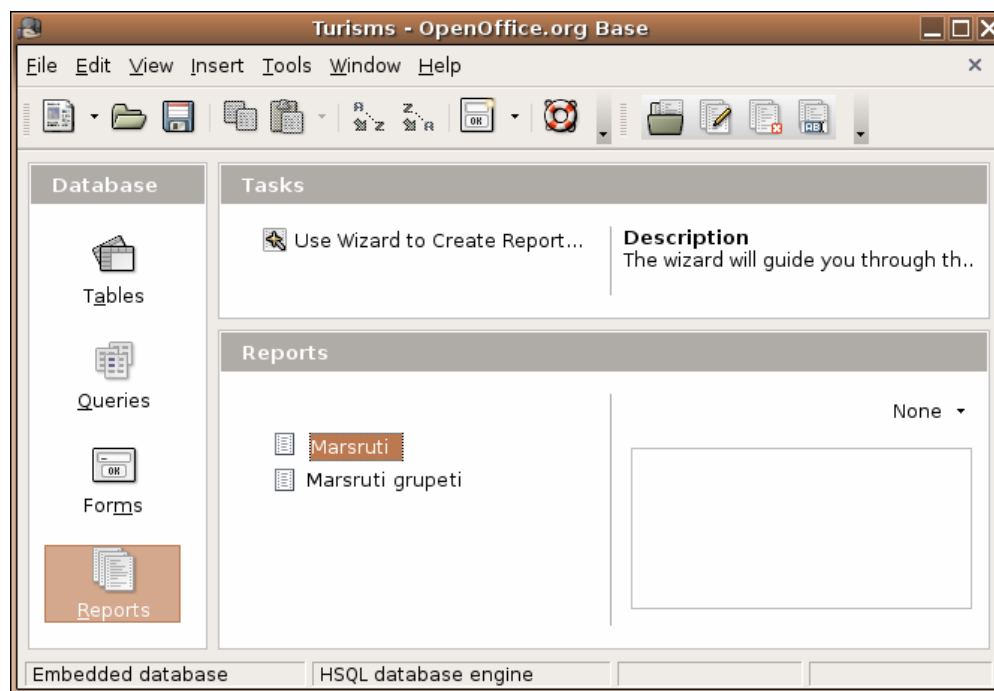 Turisms - OpenOffice.org Base
File Edit View Insert Tools Window Help
Database
Tables
Queries
Forms
Reports
Tasks
Use Wizard to Create Report...
Description
The wizard will guide you through th..
Reports
Marsruti
Marsruti grupeti
None
Embedded database
HSQL database engine